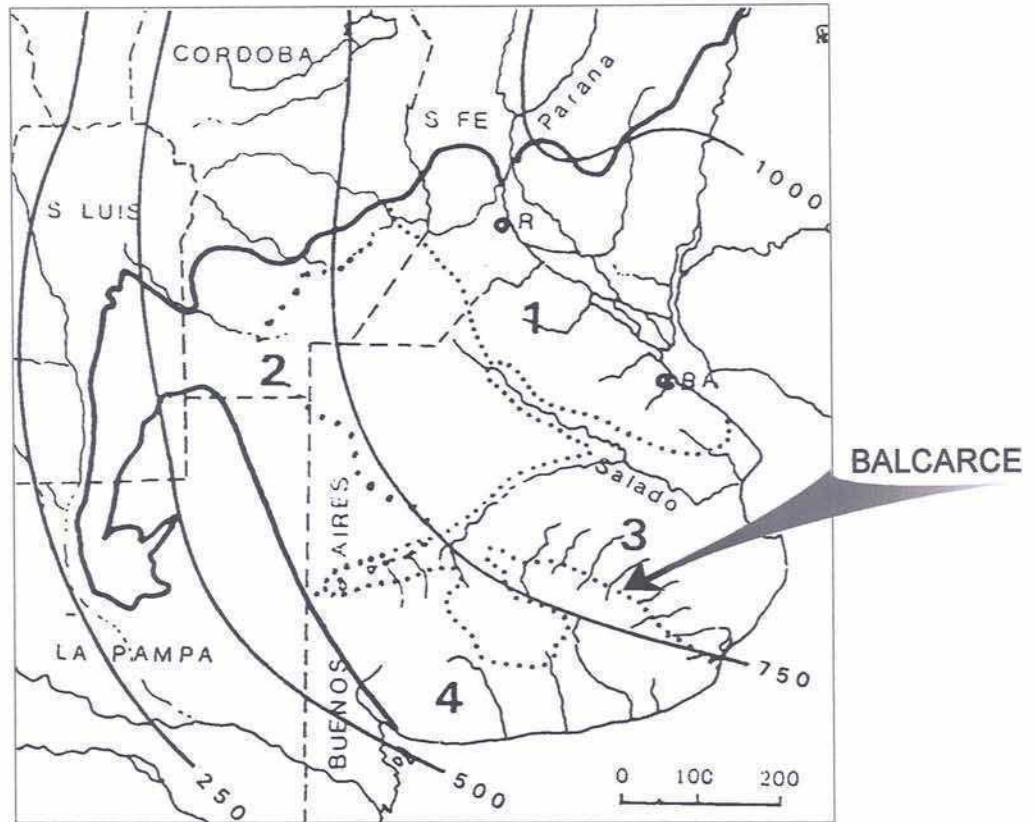 CORDOBA
S FE
Parana
1000
S LUIS
R
1
2
BA
BALCARCE
Salado
3
BUENOS AIRES
LA PAMPA
4
750
250
500
0 100 200